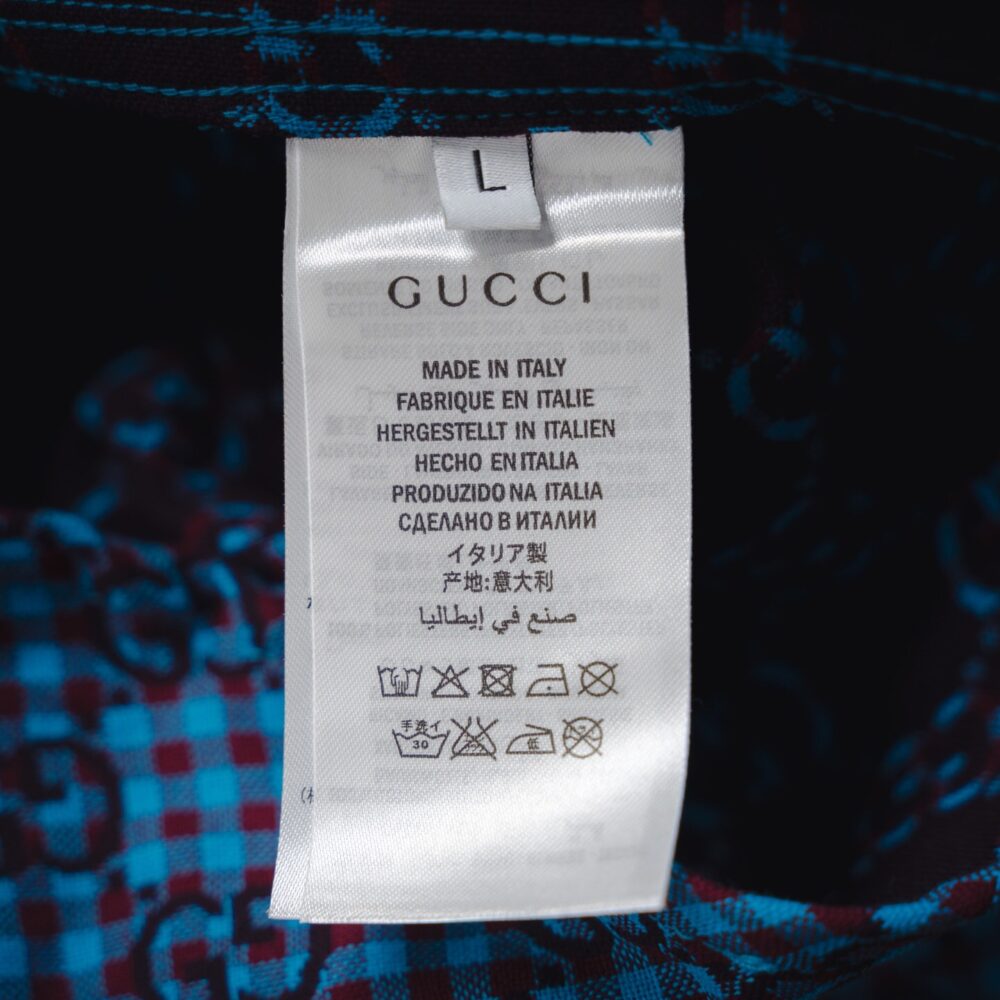 L
GUCCI
MADE IN ITALY
FABRIQUE EN ITALIE
HERGESTELLT IN ITALIEN
HECHO EN ITALIA
PRODUZIDO NA ITALIA
СДЕЛАНО В ИТАЛИИ
イタリア製
产地:意大利
صنع في إيطاليا
手洗イ
30
低